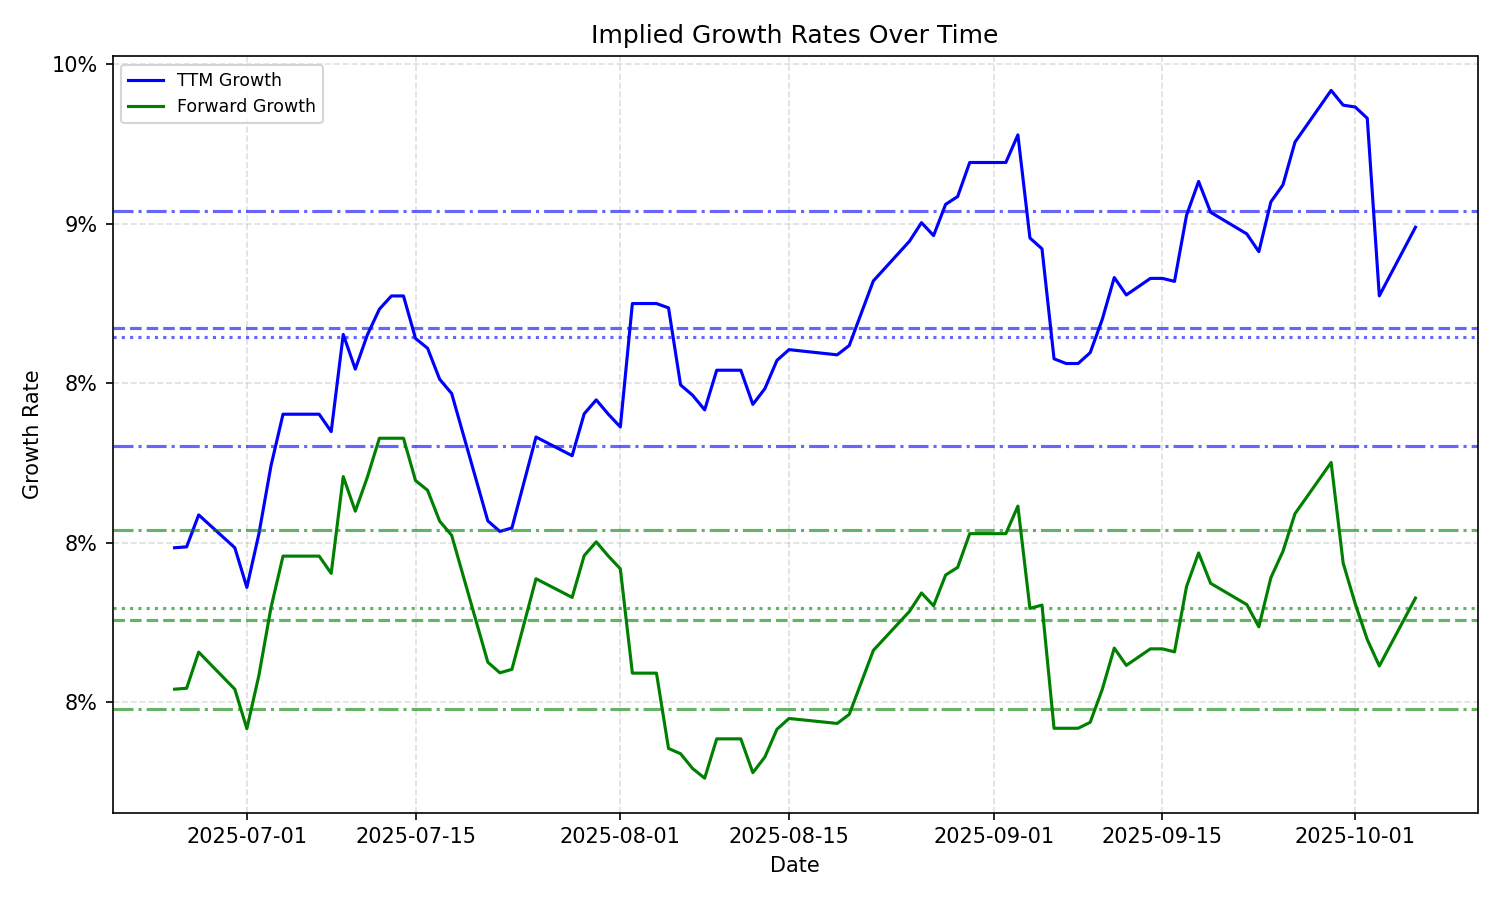 Implied Growth Rates Over Time
TTM Growth
Forward Growth
10%
9%
8%
8%
8%
Growth Rate
2025-07-01
2025-07-15
2025-08-01
2025-08-15
2025-09-01
2025-09-15
2025-10-01
Date